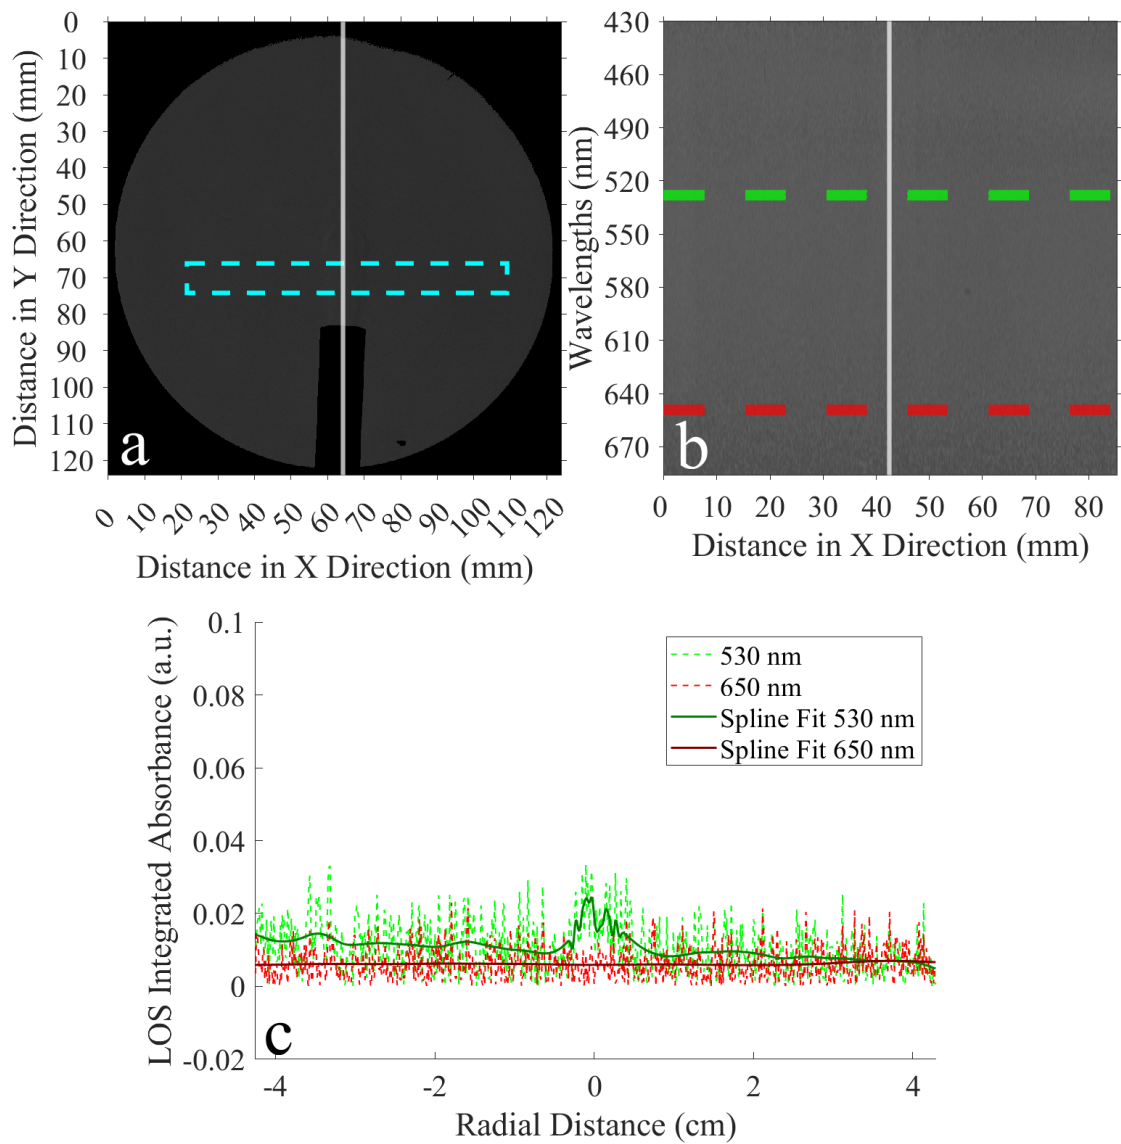 0
10
20
30
40
50
60
70
80
90
100
110
120
Distance in Y Direction (mm)
a
0 10 20 30 40 50 60 70 80 90 100 110 120
Distance in X Direction (mm)
430
460
490
520
550
580
610
640
670
Wavelengths (nm)
b
0 10 20 30 40 50 60 70 80
Distance in X Direction (mm)
0.1
0.08
0.06
0.04
0.02
0
-0.02
LOS Integrated Absorbance (a.u.)
530 nm
650 nm
Spline Fit 530 nm
Spline Fit 650 nm
c
-4 -2 0 2 4
Radial Distance (cm)